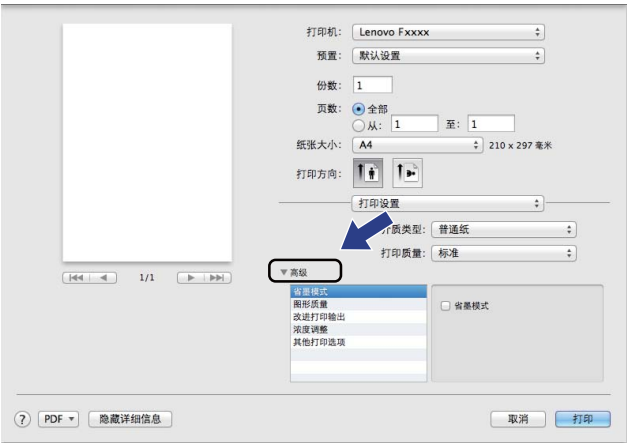 打印机: Lenovo Fxxxx
预置: 默认设置
份数: 1
页数: 全部
从: 1 至: 1
纸张大小: A4 210 x 297 毫米
打印方向:
打印设置
介质类型: 普通纸
打印质量: 标准
1/1
高级
省墨模式
图形质量
改进打印输出
浓度调整
其他打印选项
省墨模式
? PDF 隐藏详细信息 取消 打印